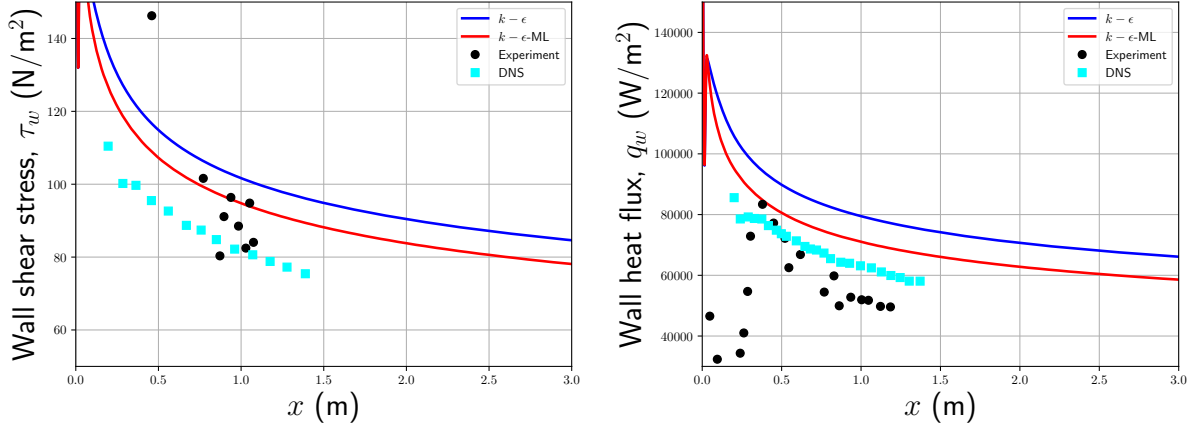 Wall shear stress, τ_w (N/m²)
140
120
100
80
60
0.0 0.5 1.0 1.5 2.0 2.5 3.0
x (m)
k − ϵ
k − ϵ-ML
Experiment
DNS
Wall heat flux, q_w (W/m²)
140000
120000
100000
80000
60000
40000
0.0 0.5 1.0 1.5 2.0 2.5 3.0
x (m)
k − ϵ
k − ϵ-ML
Experiment
DNS